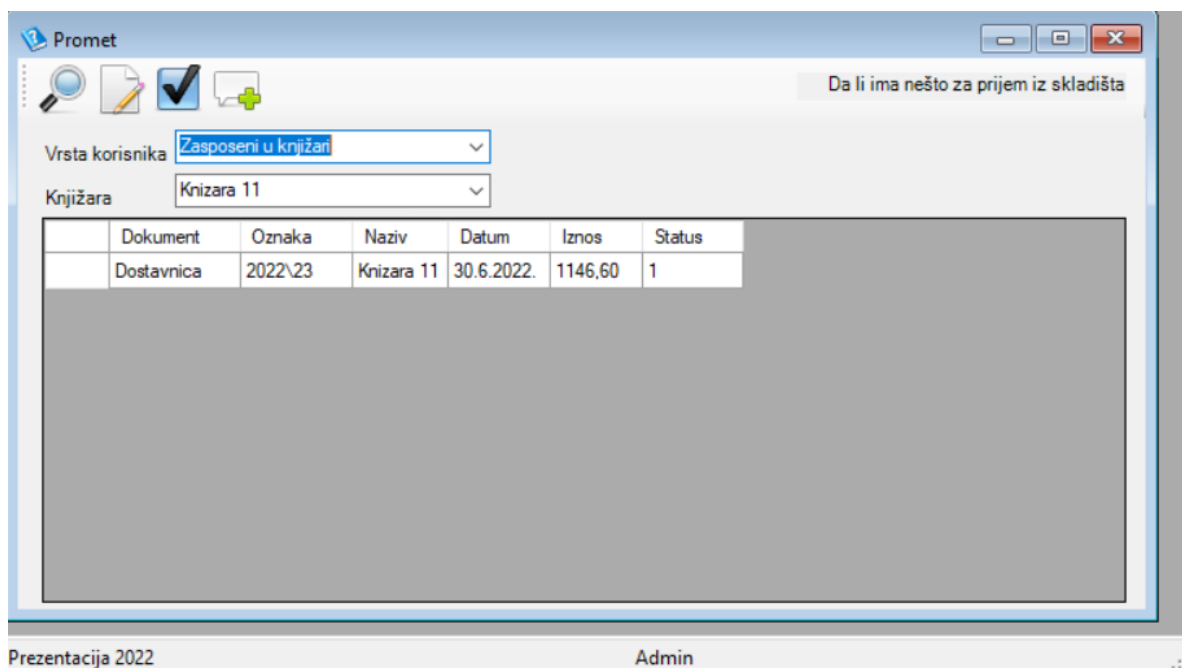 Promet
Da li ima nešto za prijem iz skladišta
Vrsta korisnika Zasposeni u knjižari
Knjižara Knizara 11
Dokument Oznaka Naziv Datum Iznos Status
Dostavnica 2022\23 Knizara 11 30.6.2022. 1146,60 1
Prezentacija 2022 Admin